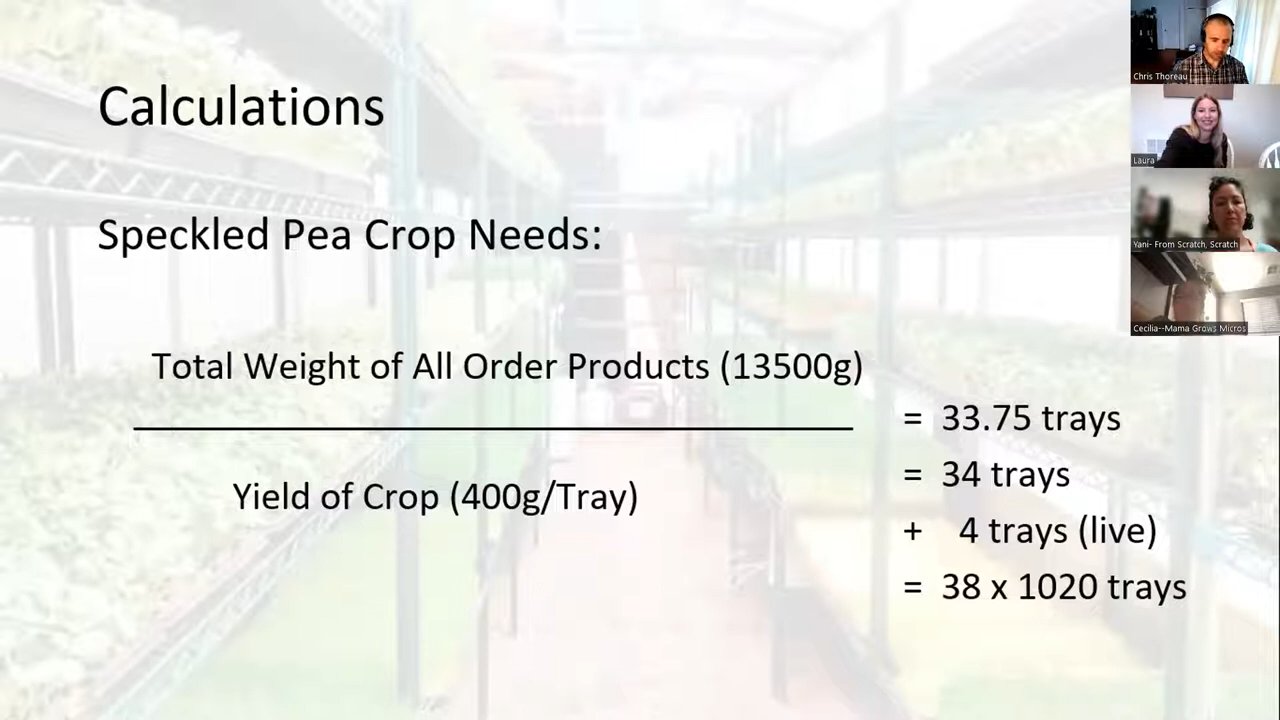 Calculations
Speckled Pea Crop Needs:
Total Weight of All Order Products (13500g)
Yield of Crop (400g/Tray)
= 33.75 trays
= 34 trays
+ 4 trays (live)
= 38 x 1020 trays
Chris Thoreau
Laura
Yani- From Scratch, Scratch
Cecilia--Mama Grows Micros